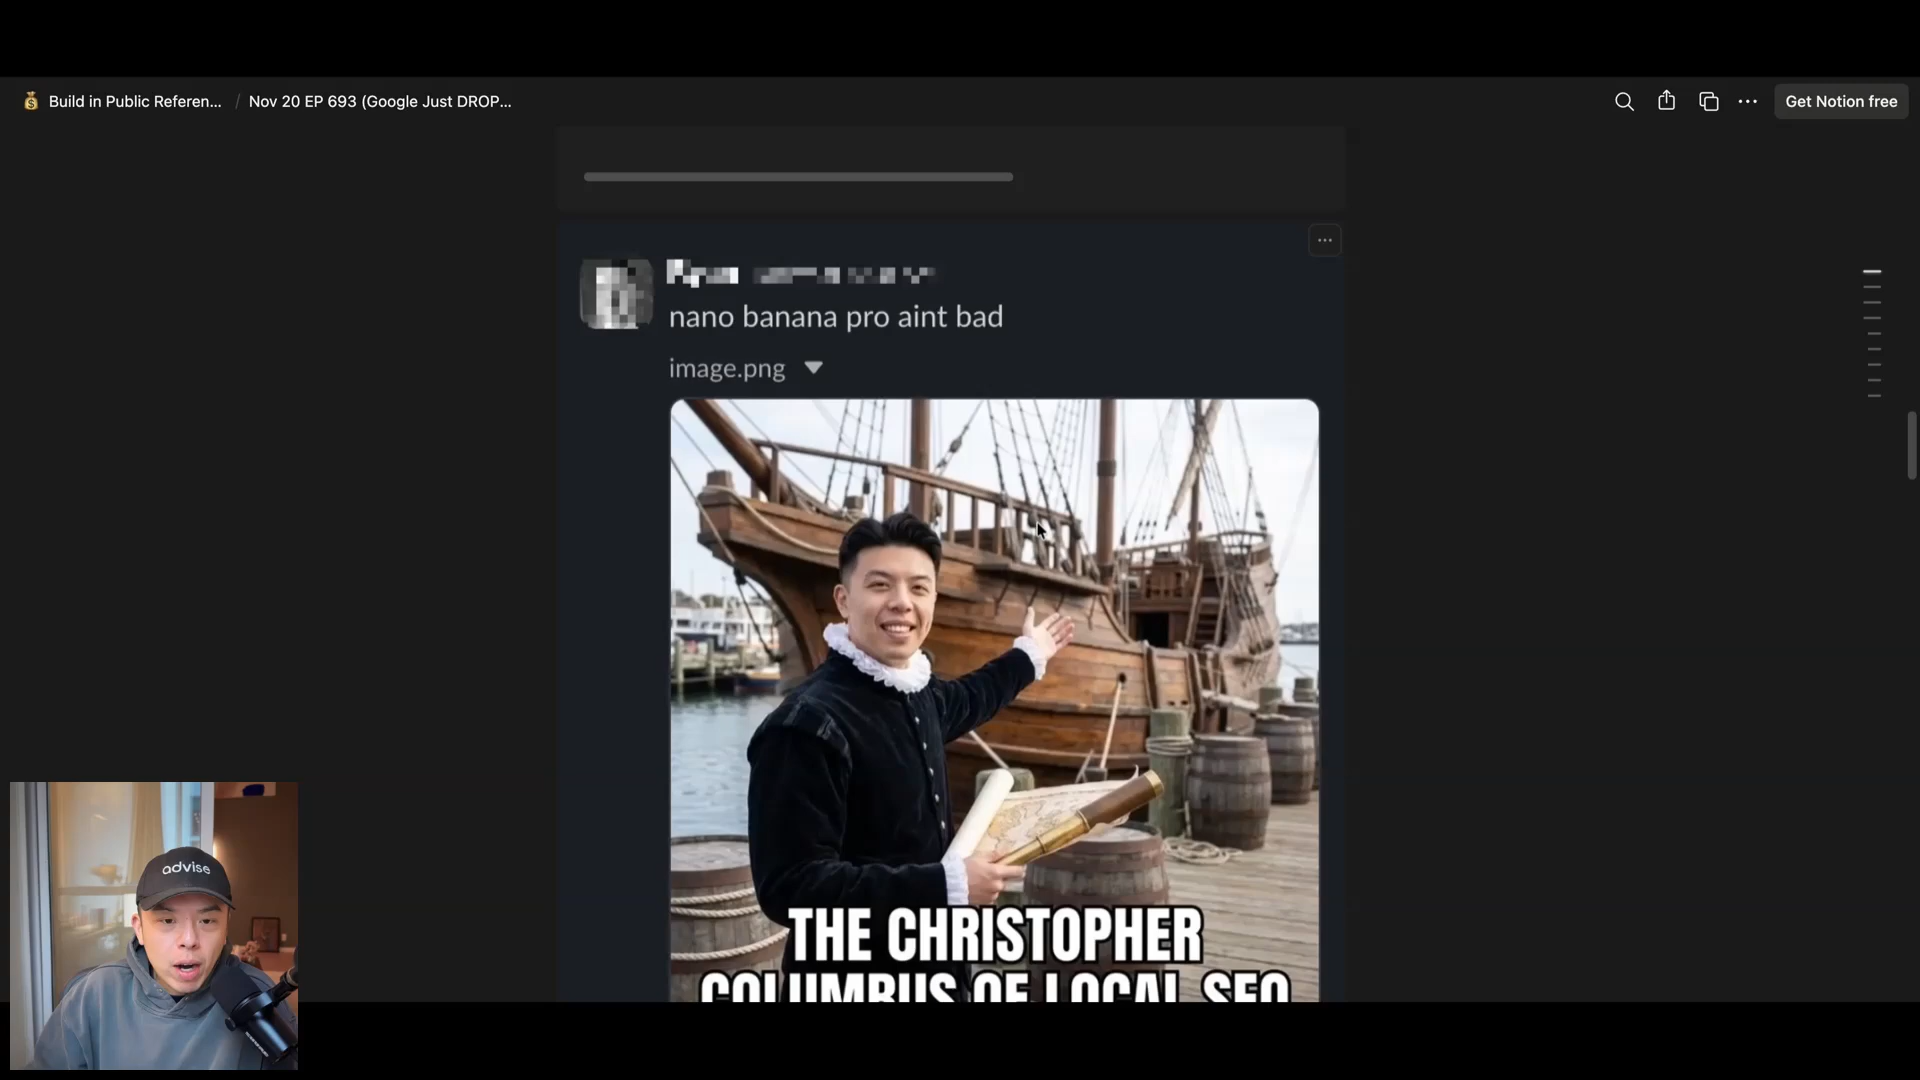 Build in Public Referen... / Nov 20 EP 693 (Google Just DROP...
Get Notion free
nano banana pro aint bad
image.png
THE CHRISTOPHER
COLUMBUS OF LOCAL SEO
advise